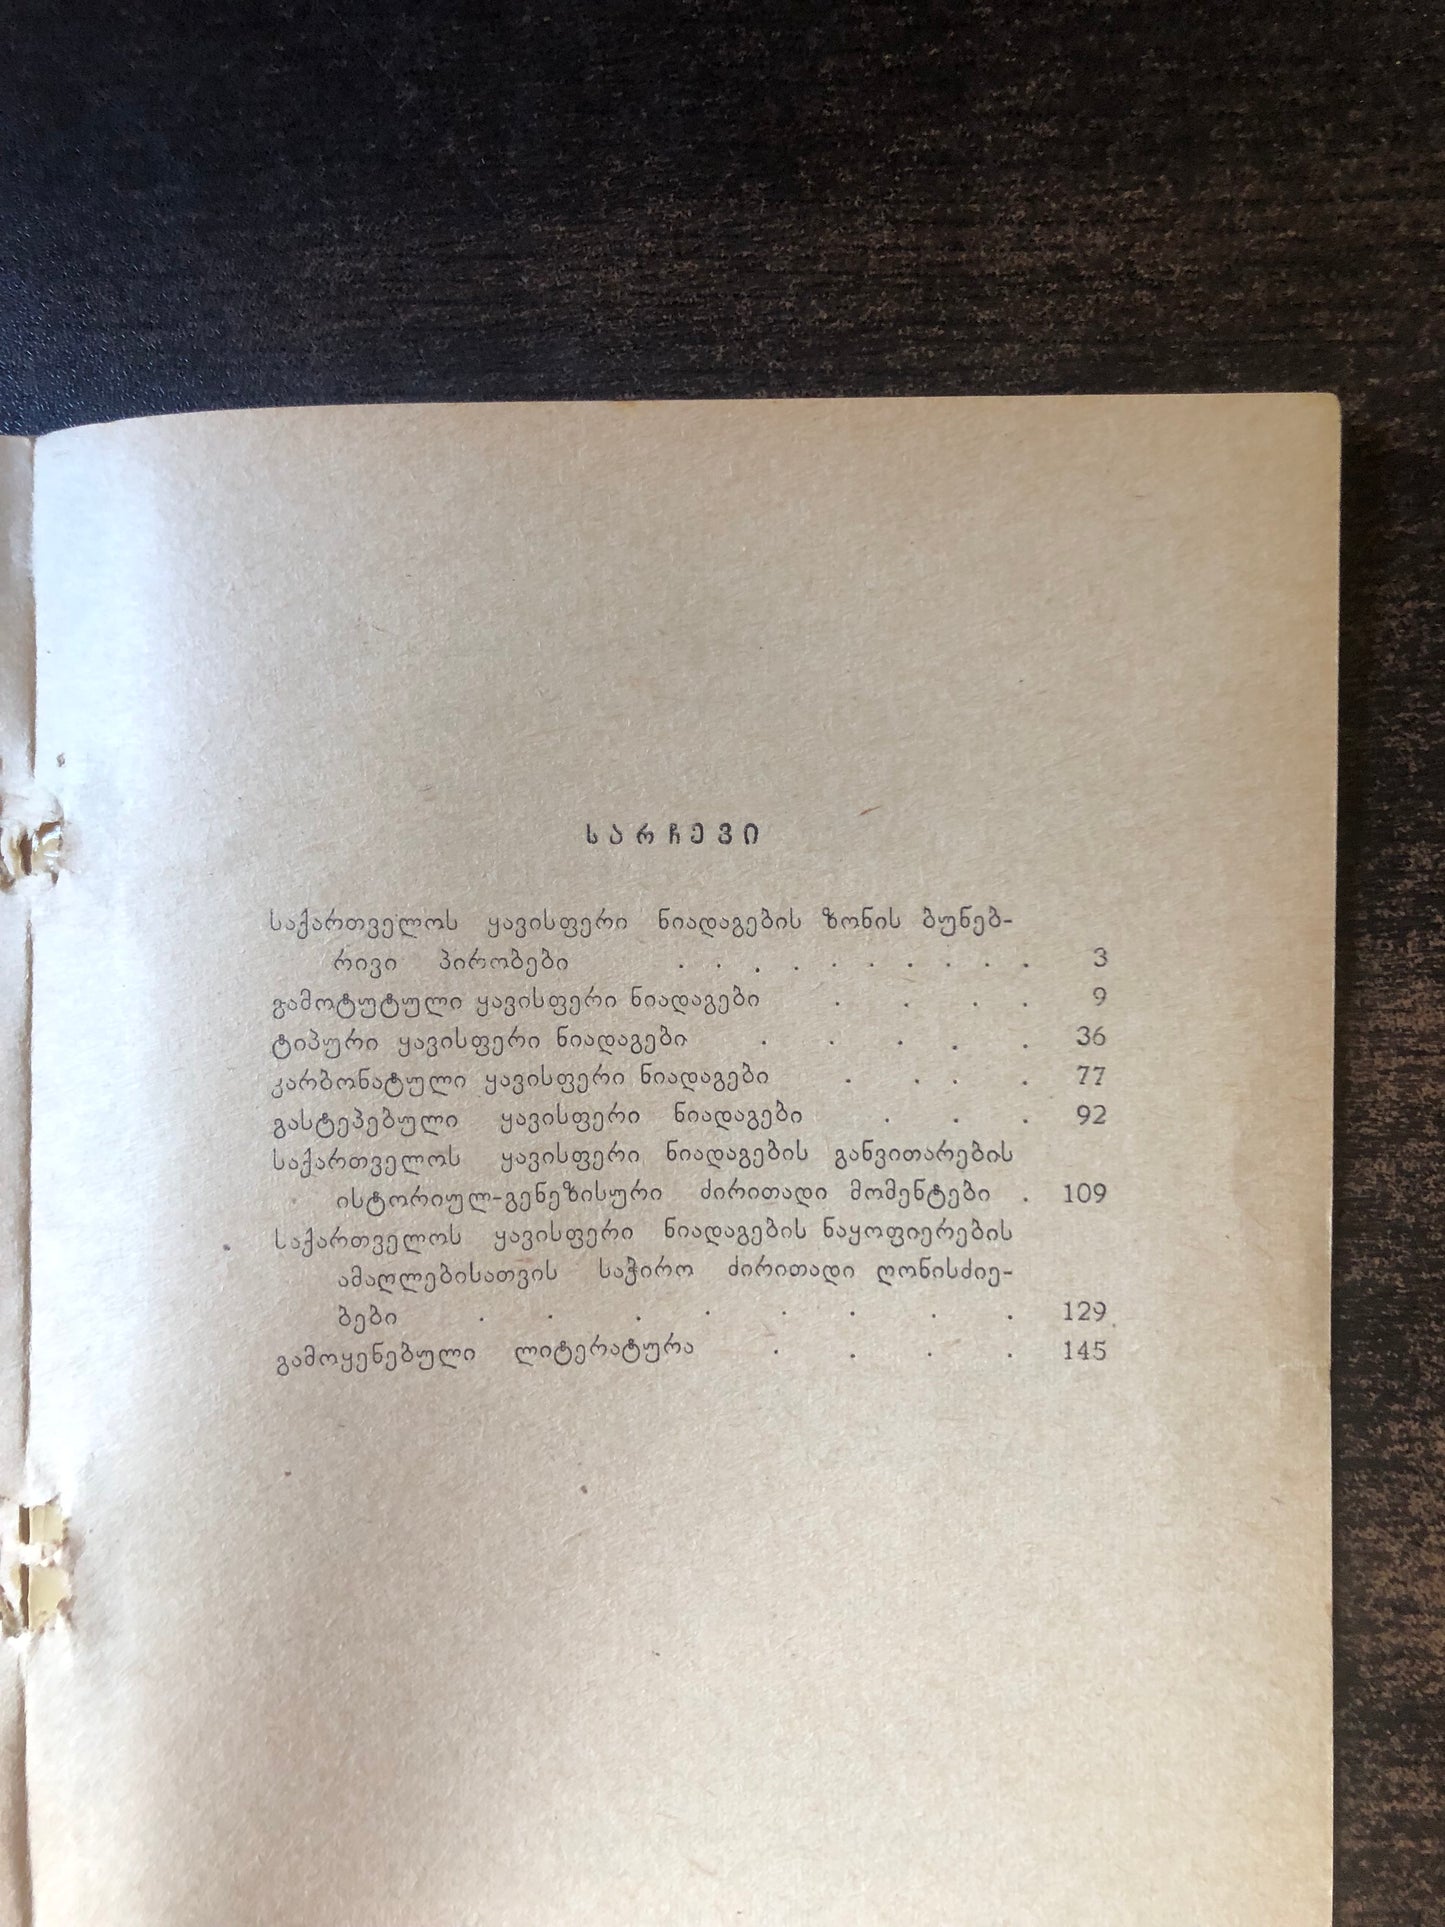 სარჩევი
საქართველოს ყავისფერი ნიადაგების ზონის ბუნებ-
რივი პირობები . . . . . . . . . . 3
გამოტუტული ყავისფერი ნიადაგები . . . . 9
ტიპური ყავისფერი ნიადაგები . . . . . 36
კარბონატული ყავისფერი ნიადაგები . . . . 77
გასტეპებული ყავისფერი ნიადაგები . . . 92
საქართველოს ყავისფერი ნიადაგების განვითარების
ისტორიულ-გენეზისური ძირითადი მომენტები . 109
საქართველოს ყავისფერი ნიადაგების ნაყოფიერების
ამაღლებისათვის საჭირო ძირითადი ღონისძიე-
ბები . . . . . . . . 129
გამოყენებული ლიტერატურა . . . . 145